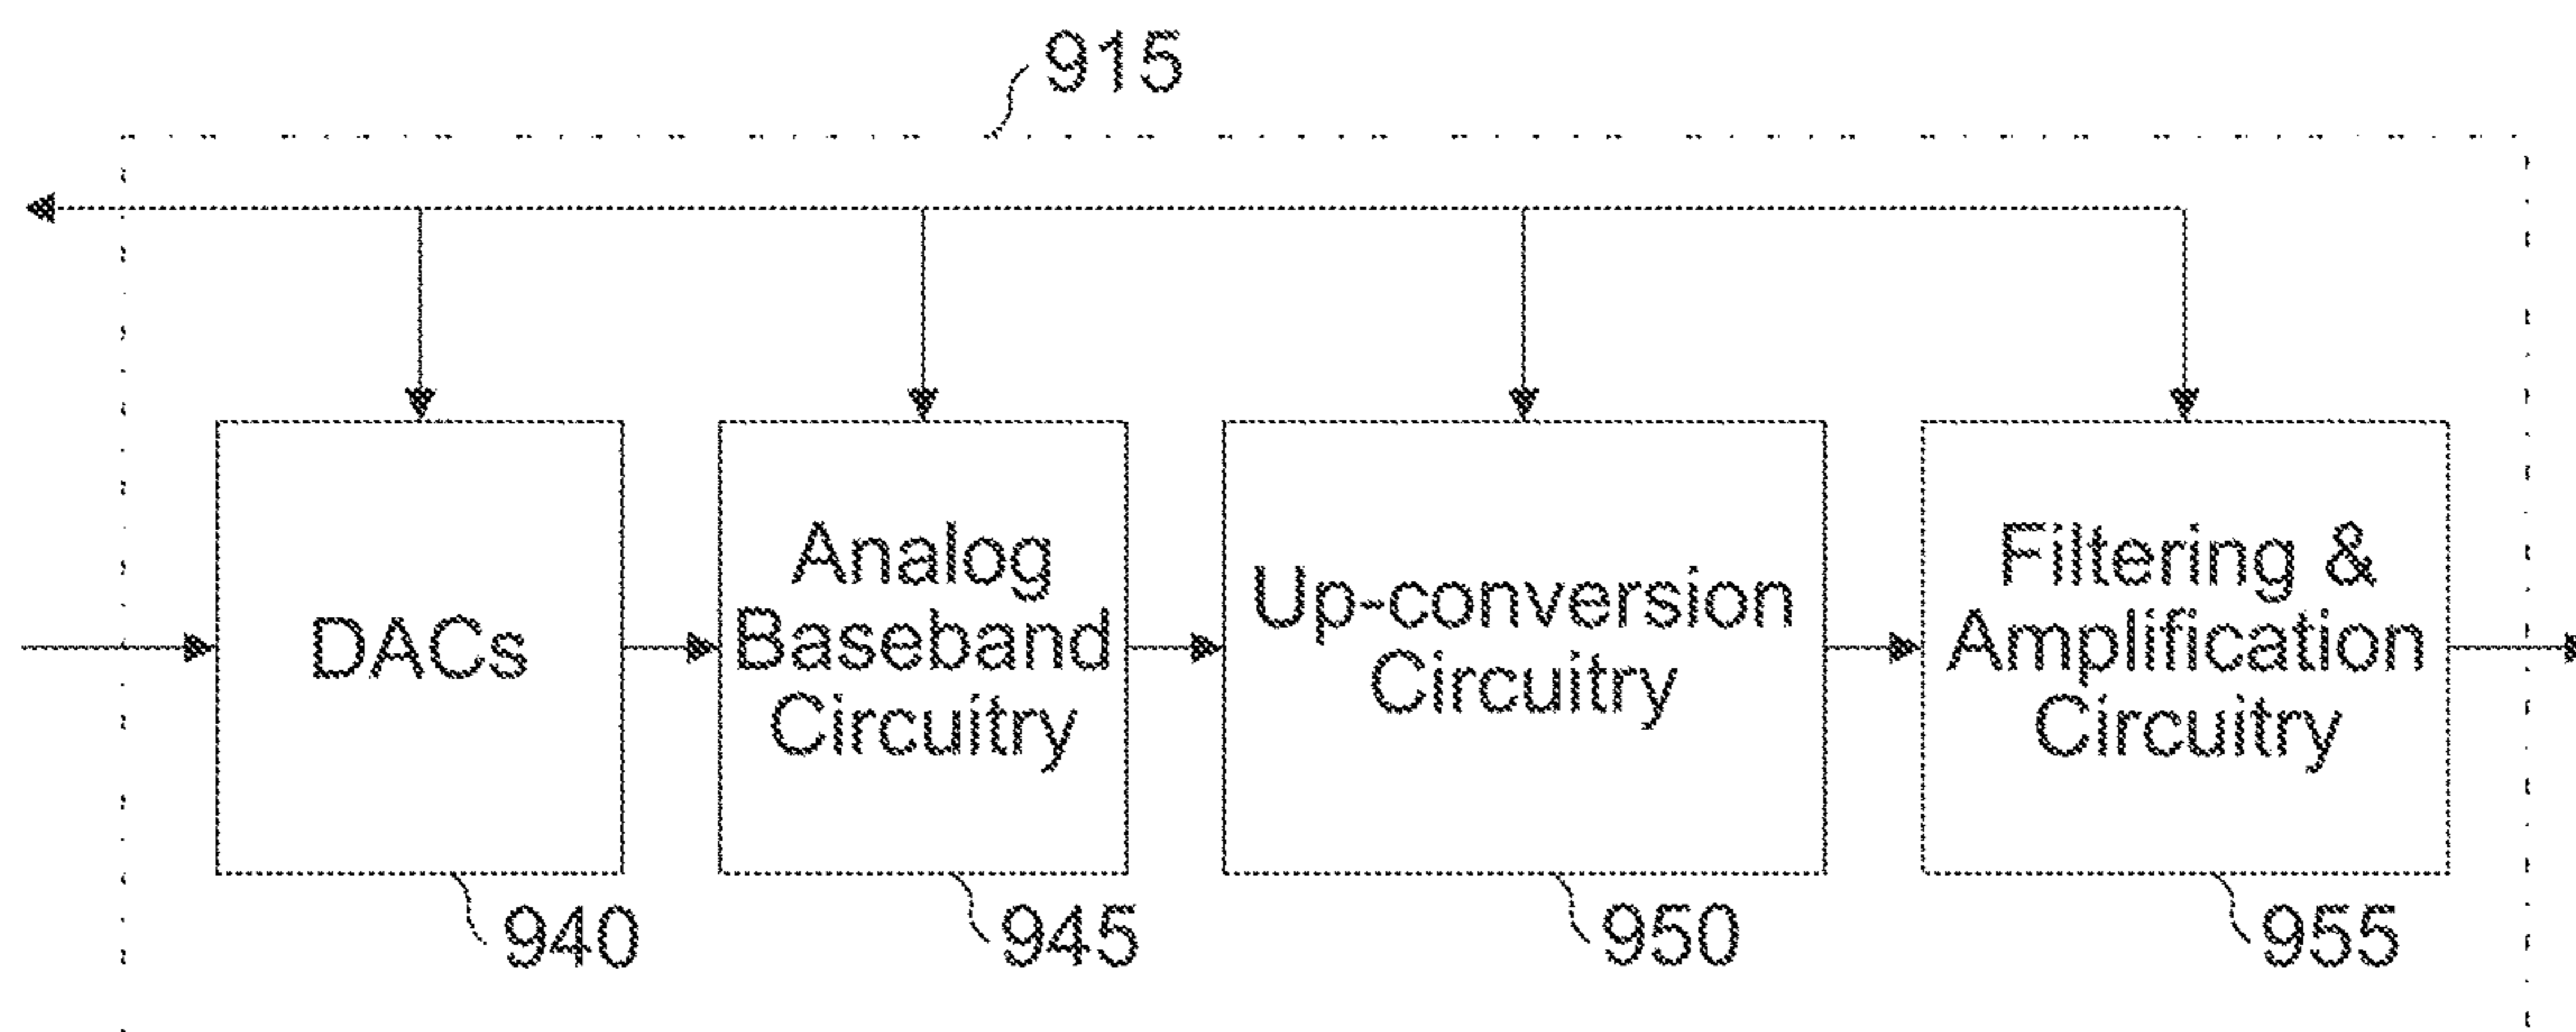 915
DACs
Analog
Baseband
Circuitry
Up-conversion
Circuitry
Filtering &
Amplification
Circuitry
940
945
950
955